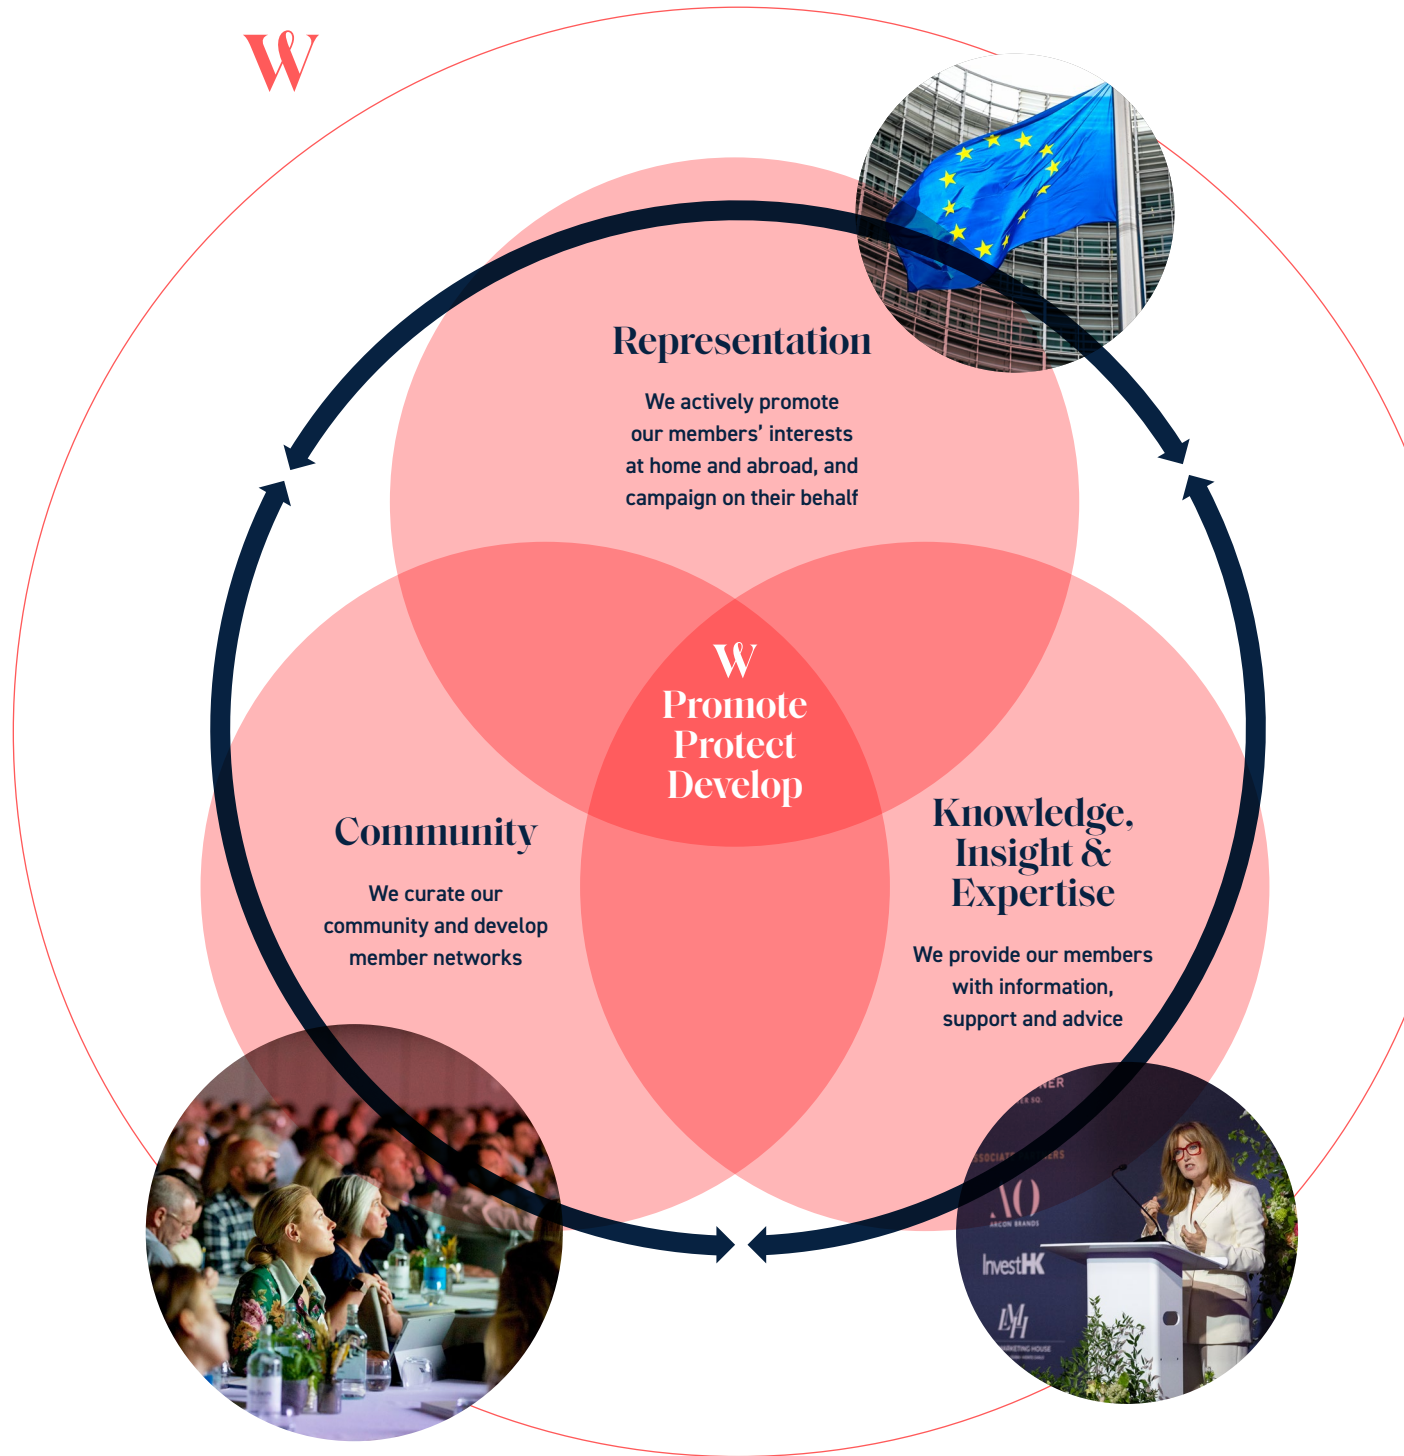 W
Representation
We actively promote
our members’ interests
at home and abroad, and
campaign on their behalf
W
Promote
Protect
Develop
Community
We curate our
community and develop
member networks
Knowledge,
Insight &
Expertise
We provide our members
with information,
support and advice
ARCON BRANDS
InvestHK